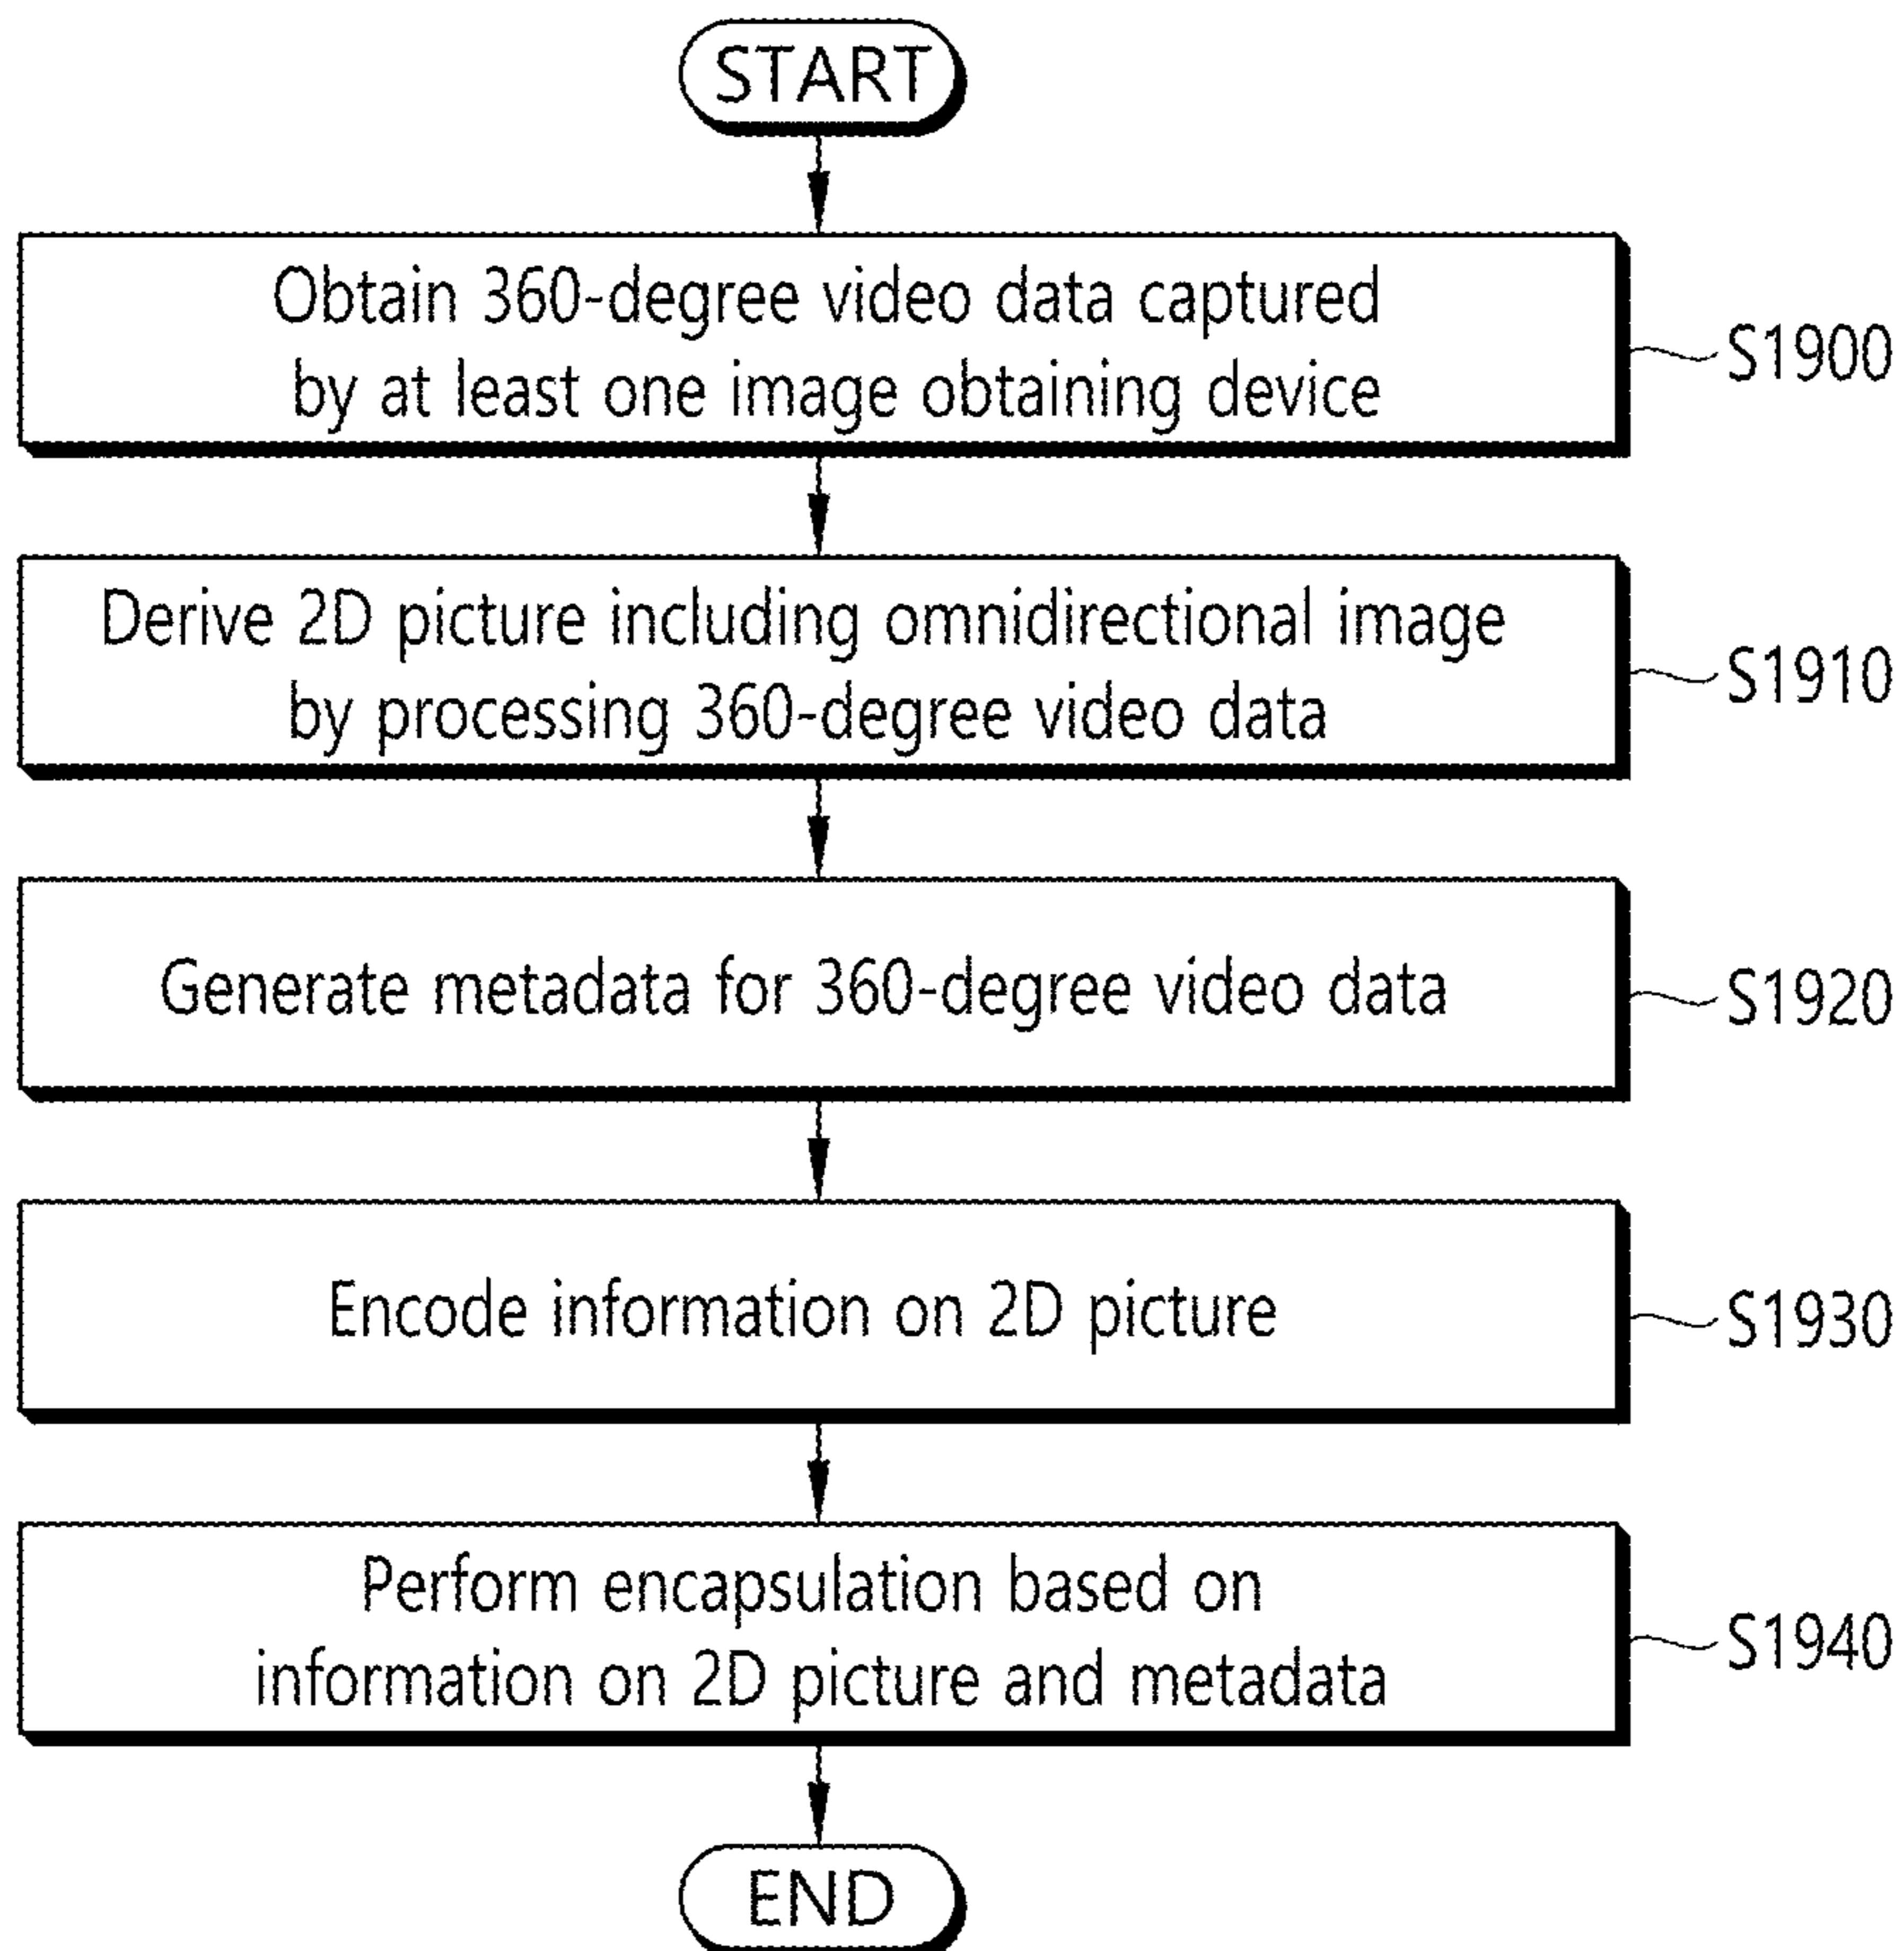 START
Obtain 360-degree video data captured
by at least one image obtaining device
S1900
Derive 2D picture including omnidirectional image
by processing 360-degree video data
S1910
Generate metadata for 360-degree video data
S1920
Encode information on 2D picture
S1930
Perform encapsulation based on
information on 2D picture and metadata
S1940
END